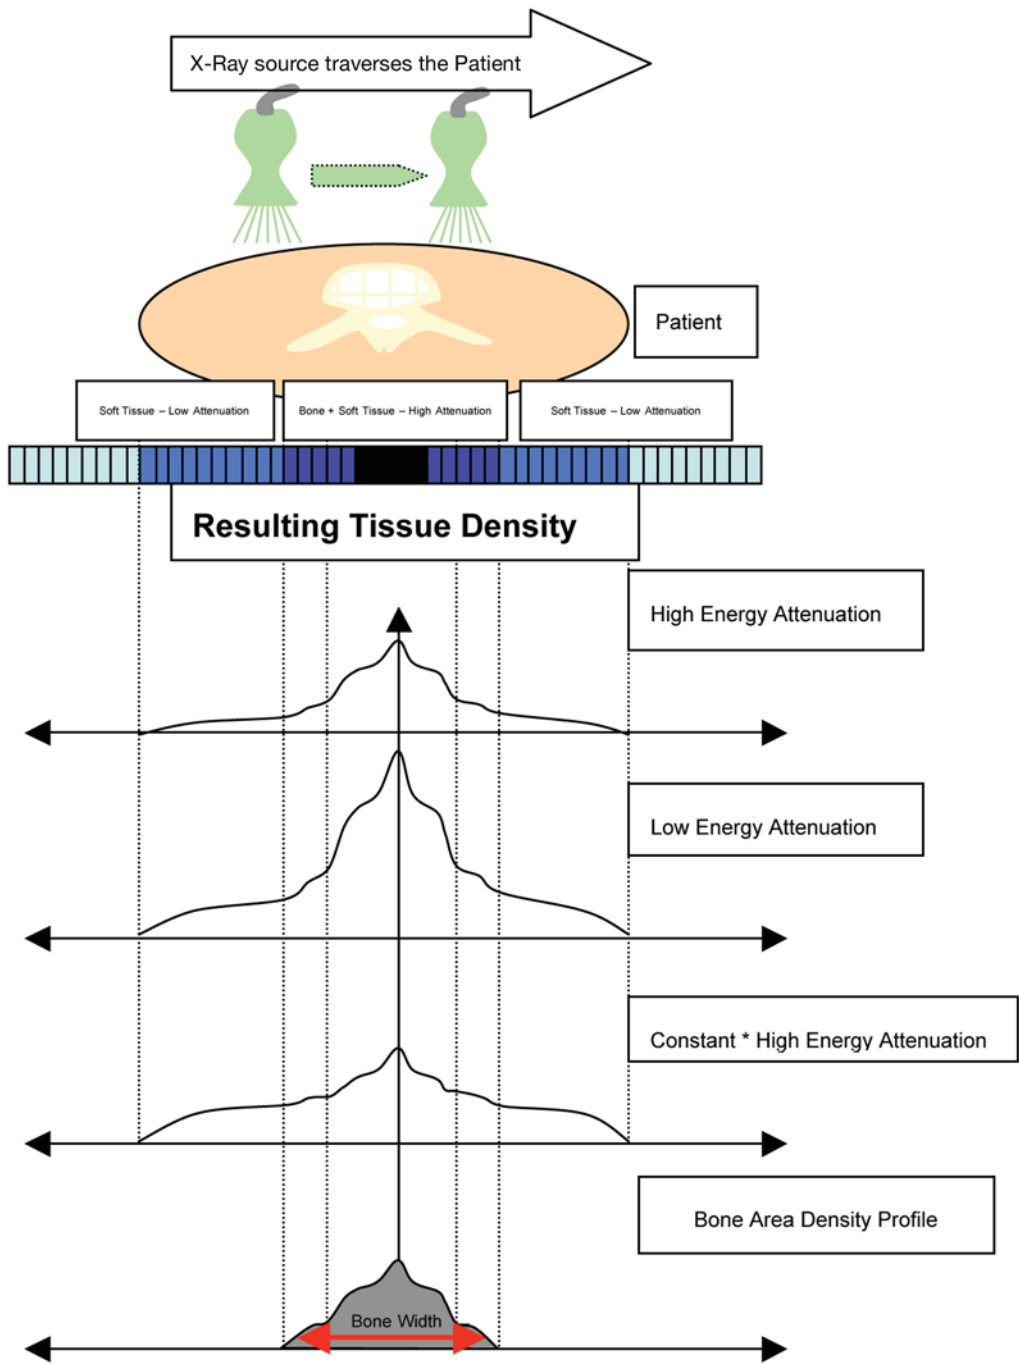 X-Ray source traverses the Patient
Patient
Soft Tissue – Low Attenuation
Bone + Soft Tissue – High Attenuation
Soft Tissue – Low Attenuation
Resulting Tissue Density
High Energy Attenuation
Low Energy Attenuation
Constant * High Energy Attenuation
Bone Area Density Profile
Bone Width